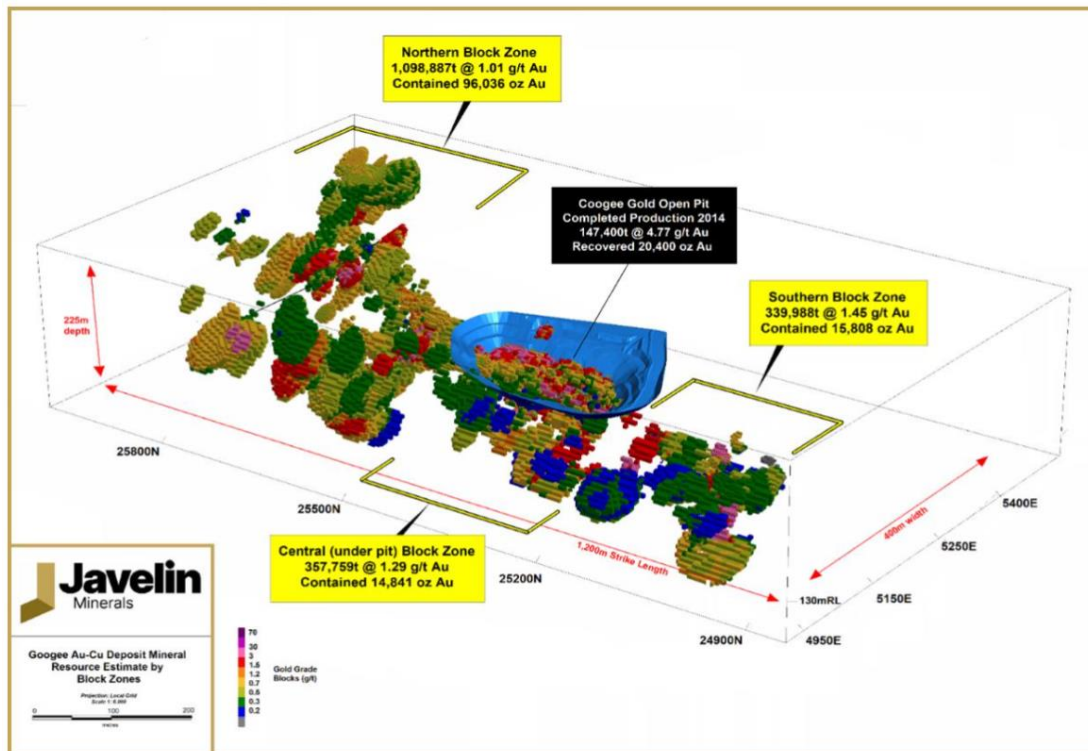 Northern Block Zone
1,098,887t @ 1.01 g/t Au
Contained 96,036 oz Au
Coogee Gold Open Pit
Completed Production 2014
147,400t @ 4.77 g/t Au
Recovered 20,400 oz Au
Southern Block Zone
339,988t @ 1.45 g/t Au
Contained 15,808 oz Au
225m
depth
25800N
25500N
25200N
24900N
1,200m Strike Length
400m width
5400E
5250E
5150E
4950E
130mRL
Central (under pit) Block Zone
357,759t @ 1.29 g/t Au
Contained 14,841 oz Au
Javelin
Minerals
Googee Au-Cu Deposit Mineral
Resource Estimate by
Block Zones
Projection: Local Grid
0 100 200
70
30
3
1.5
1.2
0.7
0.5
0.3
0.2
Gold Grade
Blocks (g/t)